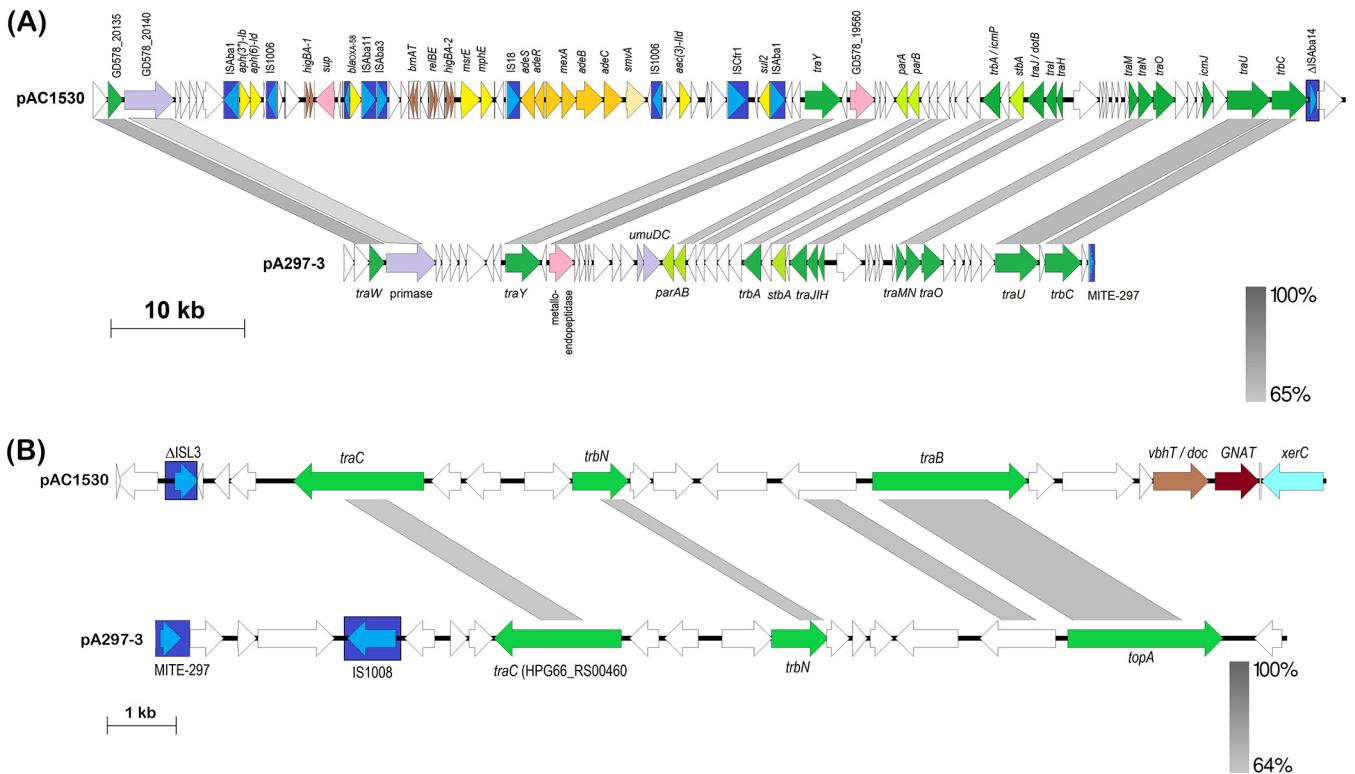 (A)
GD578_20135
GD578_20140
ISAba1
aph(3")-Ib
aph(6)-Id
IS1006
higBA-1
sup
blaOXA-58
ISAba11
ISAba3
brnAT
relBE
higBA-2
msrE
mphE
IS18
adeS
adeR
mexA
adeB
adeC
smvA
IS1006
aac(3)-IId
ISCfr1
sul2
ISAba1
traY
GD578_19560
parA
parB
trbA / icmP
stbA
traJ / dotB
traI
traH
traM
traN
traO
icmJ
traU
trbC
ΔISAba14
pAC1530
umuDC
pA297-3
traW
primase
traY
metallo-
endopeptidase
parAB
trbA
stbA
traJIH
traMN
traO
traU
trbC
MITE-297
10 kb
100%
65%
(B)
ΔISL3
traC
trbN
traB
vbhT / doc
GNAT
xerC
pAC1530
pA297-3
MITE-297
IS1008
traC (HPG66_RS00460
trbN
topA
1 kb
100%
64%